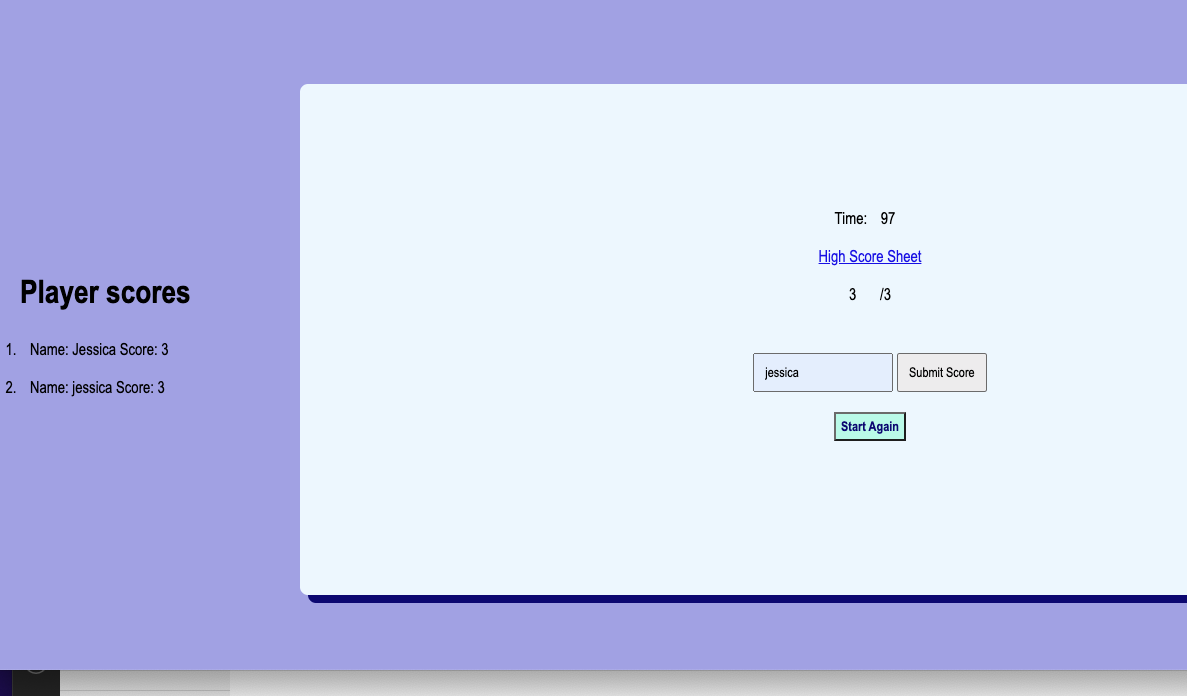 Player scores
1. Name: Jessica Score: 3
2. Name: jessica Score: 3
Time: 97
High Score Sheet
3 /3
jessica Submit Score
Start Again